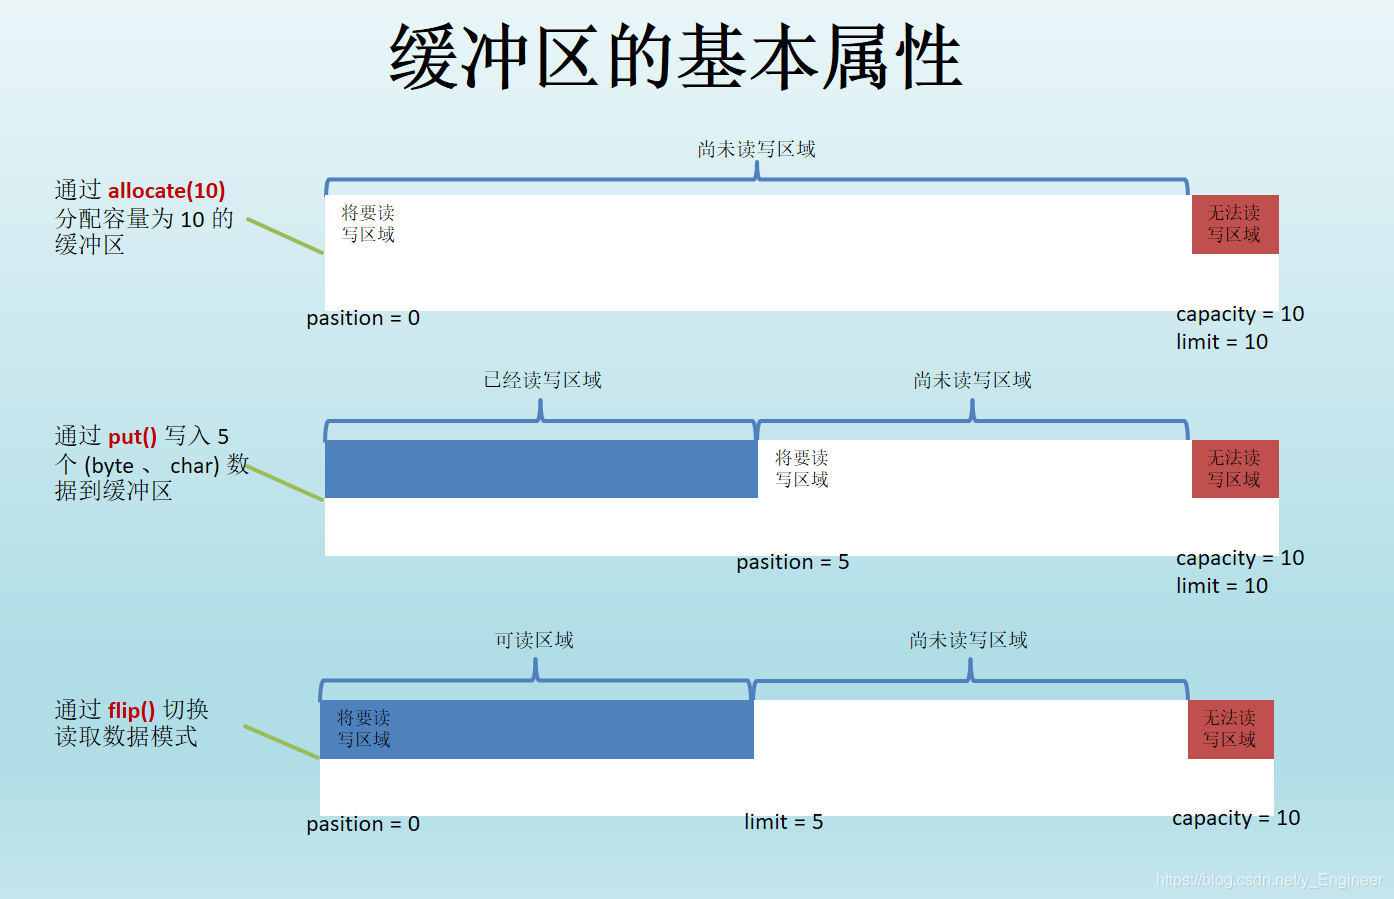 缓冲区的基本属性
尚未读写区域
通过 allocate(10)
分配容量为 10 的
缓冲区
将要读
写区域
无法读
写区域
pasition = 0
capacity = 10
limit = 10
已经读写区域
尚未读写区域
通过 put() 写入 5
个 (byte 、 char) 数
据到缓冲区
将要读
写区域
无法读
写区域
pasition = 5
capacity = 10
limit = 10
可读区域
尚未读写区域
通过 flip() 切换
读取数据模式
将要读
写区域
无法读
写区域
pasition = 0
limit = 5
capacity = 10
https://blog.csdn.net/y_Engineer